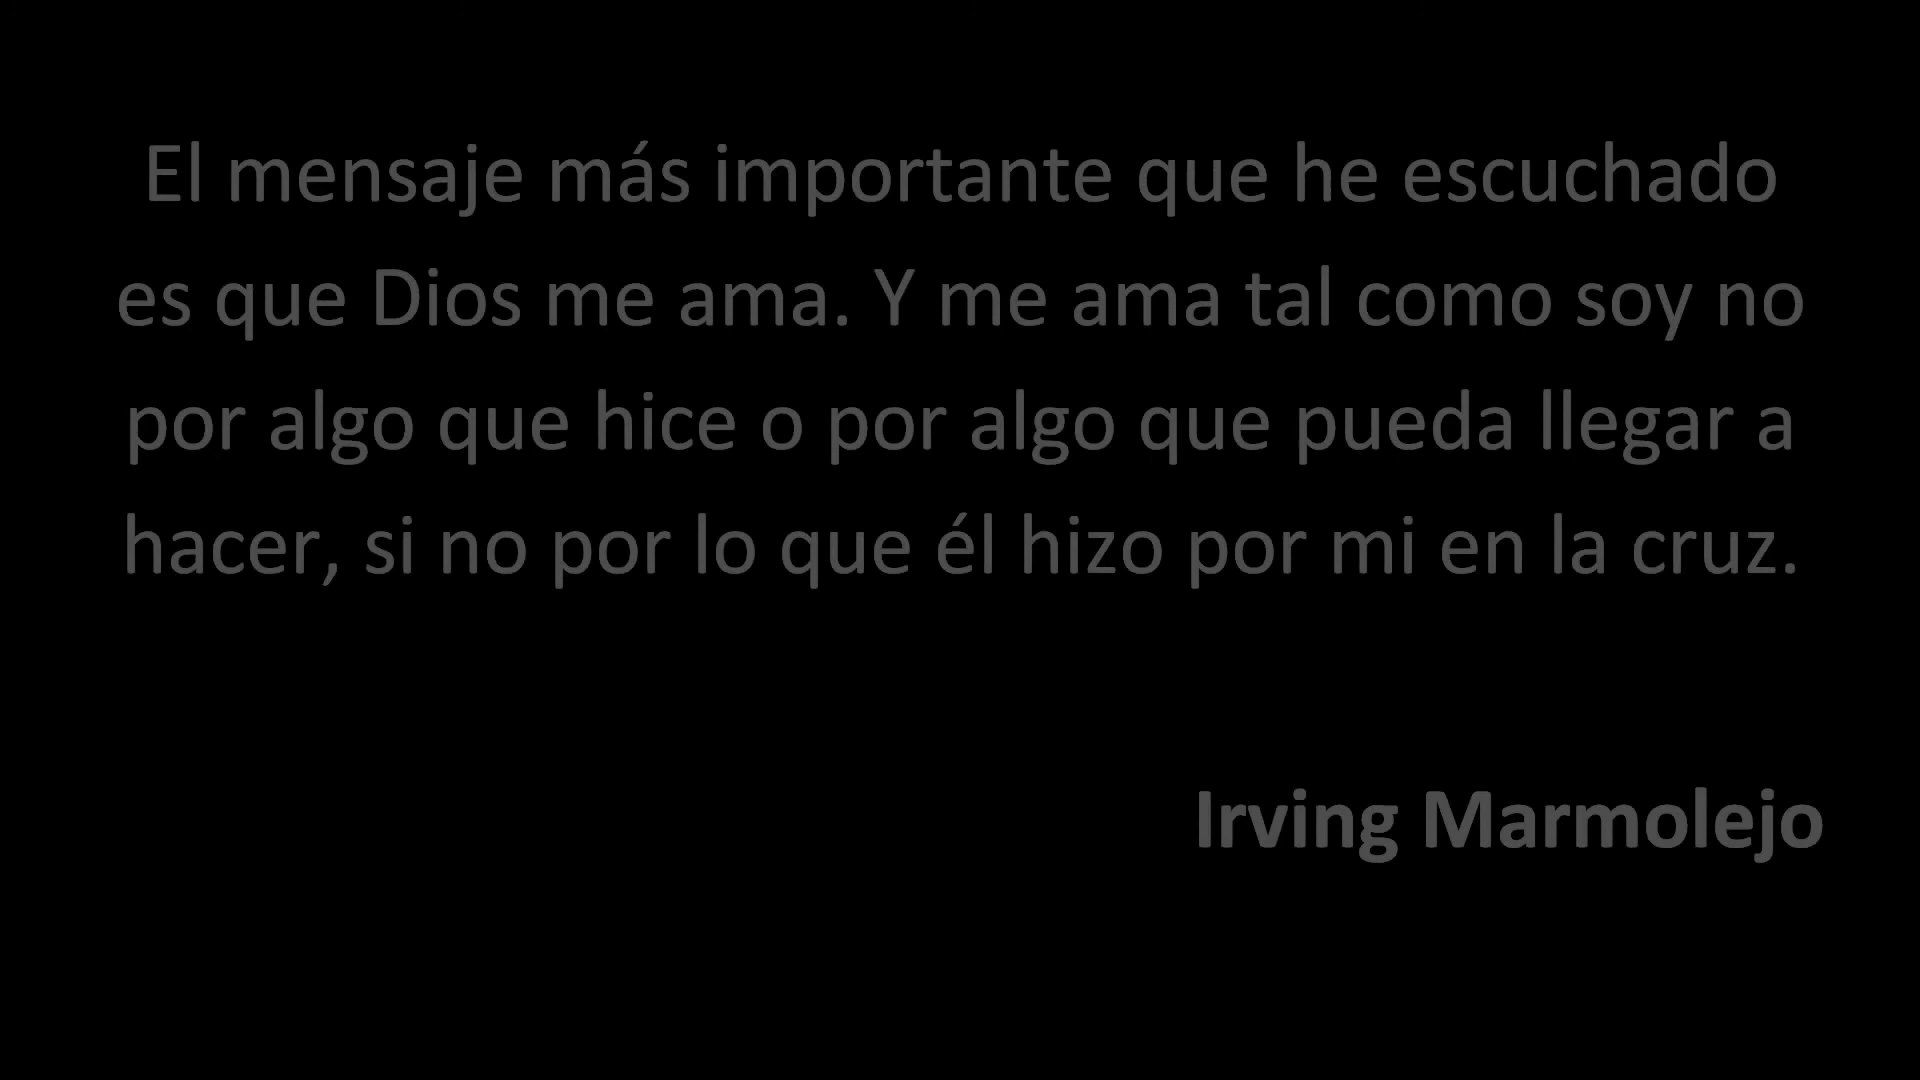 El mensaje más importante que he escuchado
es que Dios me ama. Y me ama tal como soy no
por algo que hice o por algo que pueda llegar a
hacer, si no por lo que él hizo por mi en la cruz.
Irving Marmolejo